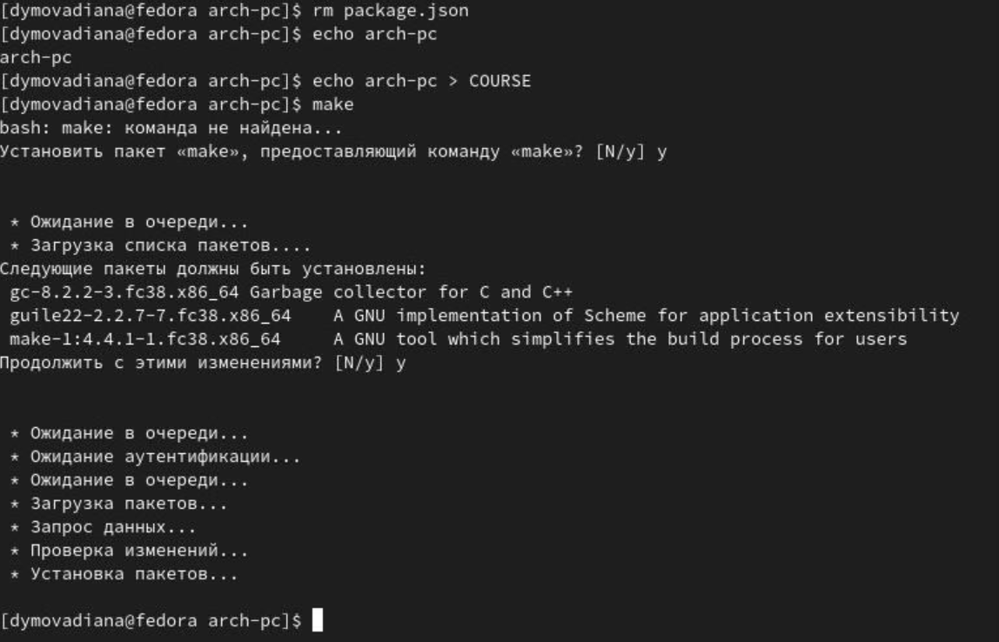 [dymovadiana@fedora arch-pc]$ rm package.json
[dymovadiana@fedora arch-pc]$ echo arch-pc
arch-pc
[dymovadiana@fedora arch-pc]$ echo arch-pc > COURSE
[dymovadiana@fedora arch-pc]$ make
bash: make: команда не найдена...
Установить пакет «make», предоставляющий команду «make»? [N/y] y
* Ожидание в очереди...
* Загрузка списка пакетов....
Следующие пакеты должны быть установлены:
gc-8.2.2-3.fc38.x86_64 Garbage collector for C and C++
guile22-2.2.7-7.fc38.x86_64    A GNU implementation of Scheme for application extensibility
make-1:4.4.1-1.fc38.x86_64     A GNU tool which simplifies the build process for users
Продолжить с этими изменениями? [N/y] y
* Ожидание в очереди...
* Ожидание аутентификации...
* Ожидание в очереди...
* Загрузка пакетов...
* Запрос данных...
* Проверка изменений...
* Установка пакетов...
[dymovadiana@fedora arch-pc]$